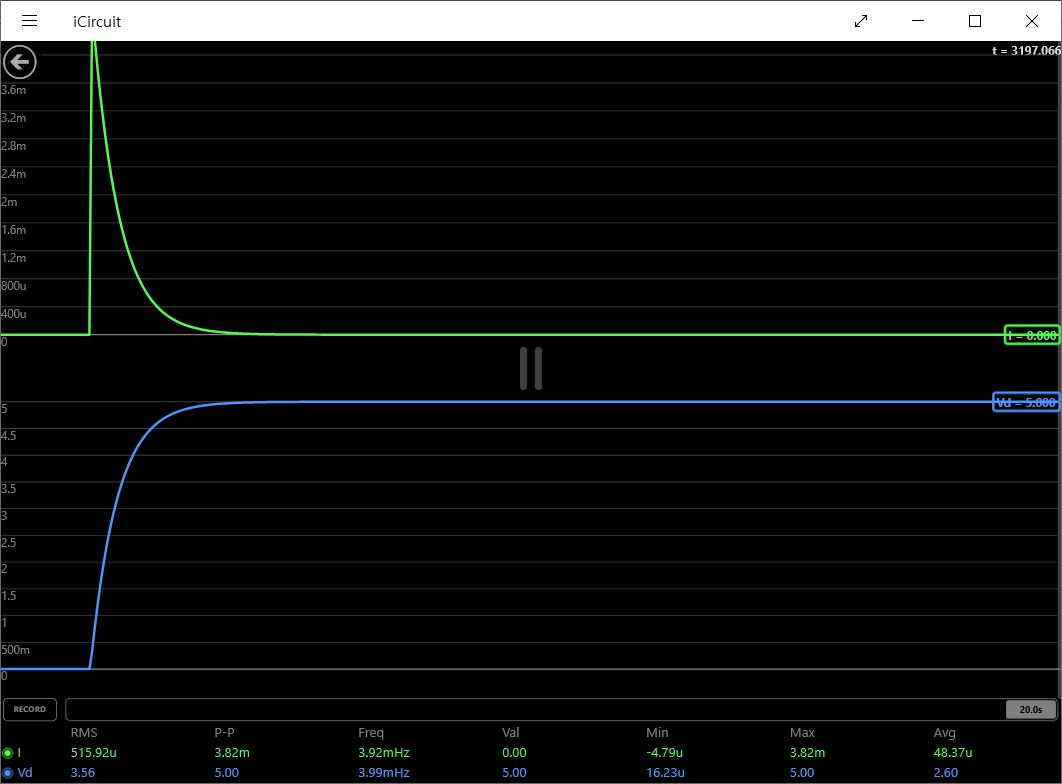 iCircuit
t = 3197.066
3.6m
3.2m
2.8m
2.4m
2m
1.6m
1.2m
800u
400u
0
I = 0.000
5
Vd = 5.000
4.5
4
3.5
3
2.5
2
1.5
1
500m
0
RECORD
20.0s
RMS P-P Freq Val Min Max Avg
I 515.92u 3.82m 3.92mHz 0.00 -4.79u 3.82m 48.37u
Vd 3.56 5.00 3.99mHz 5.00 16.23u 5.00 2.60